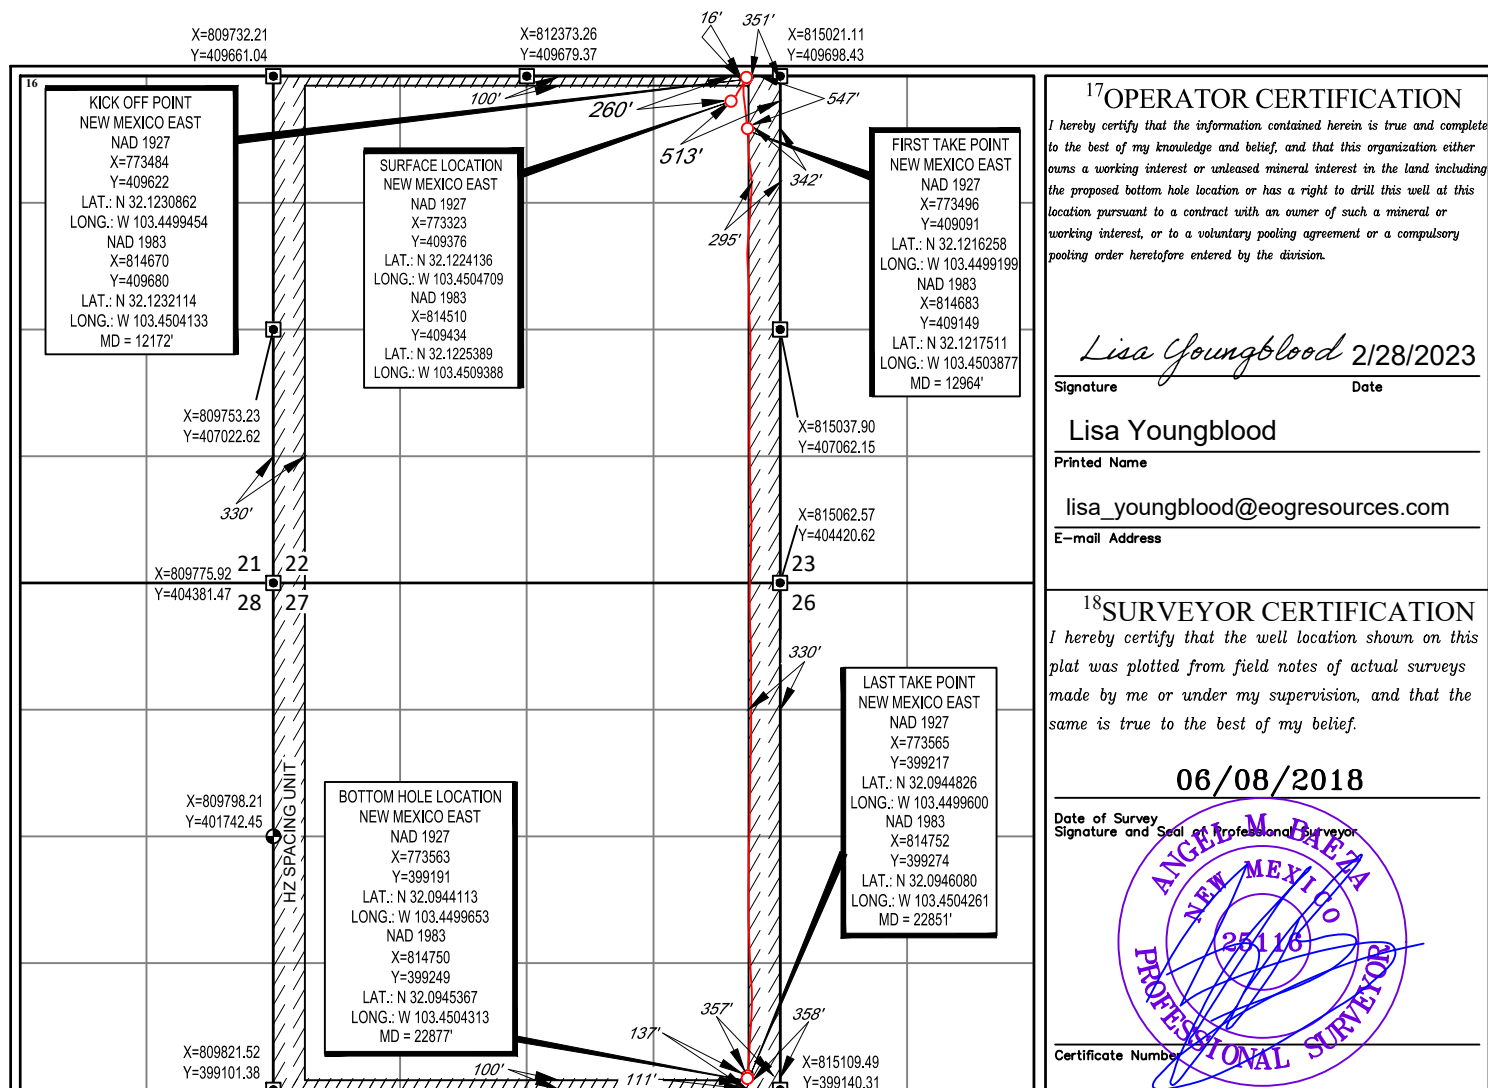 16' 351'
X=809732.21
Y=409661.04
X=812373.26
Y=409679.37
X=815021.11
Y=409698.43
16
KICK OFF POINT
NEW MEXICO EAST
NAD 1927
X=773484
Y=409622
LAT.: N 32.1230862
LONG.: W 103.4499454
NAD 1983
X=814670
Y=409680
LAT.: N 32.1232114
LONG.: W 103.4504133
MD = 12172'
100'
260'
547'
513'
342'
295'
SURFACE LOCATION
NEW MEXICO EAST
NAD 1927
X=773323
Y=409376
LAT.: N 32.1224136
LONG.: W 103.4504709
NAD 1983
X=814510
Y=409434
LAT.: N 32.1225389
LONG.: W 103.4509388
FIRST TAKE POINT
NEW MEXICO EAST
NAD 1927
X=773496
Y=409091
LAT.: N 32.1216258
LONG.: W 103.4499199
NAD 1983
X=814683
Y=409149
LAT.: N 32.1217511
LONG.: W 103.4503877
MD = 12964'
X=809753.23
Y=407022.62
X=815037.90
Y=407062.15
330'
X=815062.57
Y=404420.62
21 22
23
X=809775.92
Y=404381.47
28 27
26
330'
LAST TAKE POINT
NEW MEXICO EAST
NAD 1927
X=773565
Y=399217
LAT.: N 32.0944826
LONG.: W 103.4499600
NAD 1983
X=814752
Y=399274
LAT.: N 32.0946080
LONG.: W 103.4504261
MD = 22851'
X=809798.21
Y=401742.45
HZ SPACING UNIT
BOTTOM HOLE LOCATION
NEW MEXICO EAST
NAD 1927
X=773563
Y=399191
LAT.: N 32.0944113
LONG.: W 103.4499653
NAD 1983
X=814750
Y=399249
LAT.: N 32.0945367
LONG.: W 103.4504313
MD = 22877'
357'
358'
137'
X=809821.52
Y=399101.38
100'
111'
X=815109.49
Y=399140.31
17 OPERATOR CERTIFICATION
I hereby certify that the information contained herein is true and complete
to the best of my knowledge and belief, and that this organization either
owns a working interest or unleased mineral interest in the land including
the proposed bottom hole location or has a right to drill this well at this
location pursuant to a contract with an owner of such a mineral or
working interest, or to a voluntary pooling agreement or a compulsory
pooling order heretofore entered by the division.
Lisa Youngblood 2/28/2023
Signature Date
Lisa Youngblood
Printed Name
lisa_youngblood@eogresources.com
E-mail Address
18 SURVEYOR CERTIFICATION
I hereby certify that the well location shown on this
plat was plotted from field notes of actual surveys
made by me or under my supervision, and that the
same is true to the best of my belief.
06/08/2018
Date of Survey
Signature and Seal of Professional Surveyor
ANGEL M. BAEZA
NEW MEXICO
25116
PROFESSIONAL SURVEYOR
Certificate Number